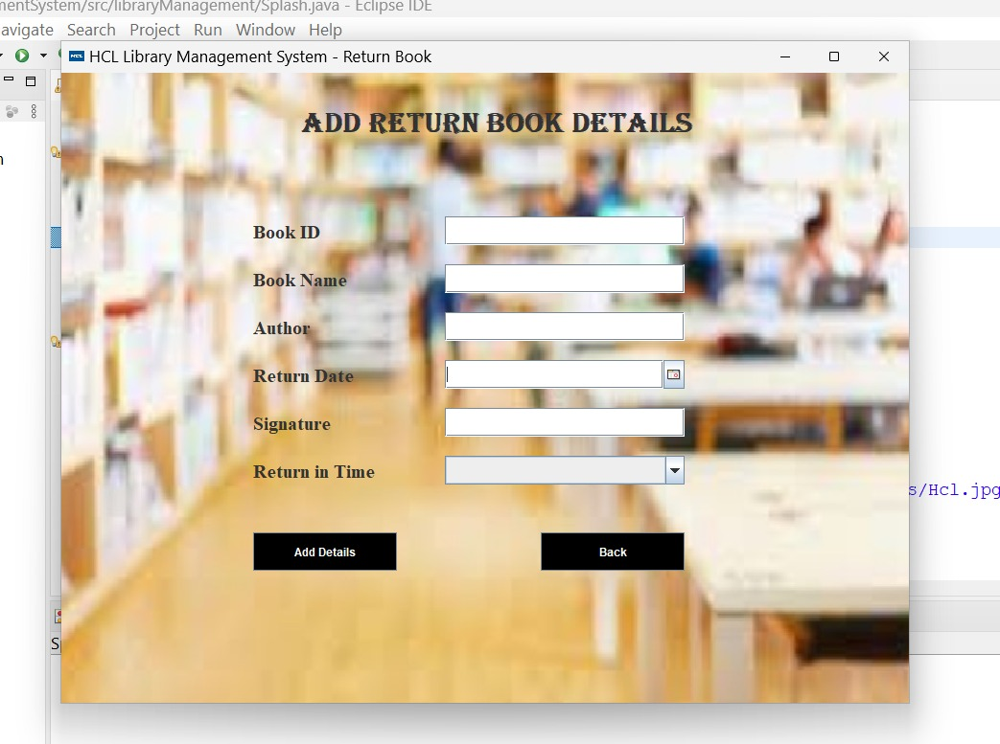 mentSystem/src/libraryManagement/Splash.java - Eclipse IDE
avigate Search Project Run Window Help
HCL HCL Library Management System - Return Book
ADD RETURN BOOK DETAILS
Book ID
Book Name
Author
Return Date
Signature
Return in Time
s/Hcl.jpg
Add Details Back